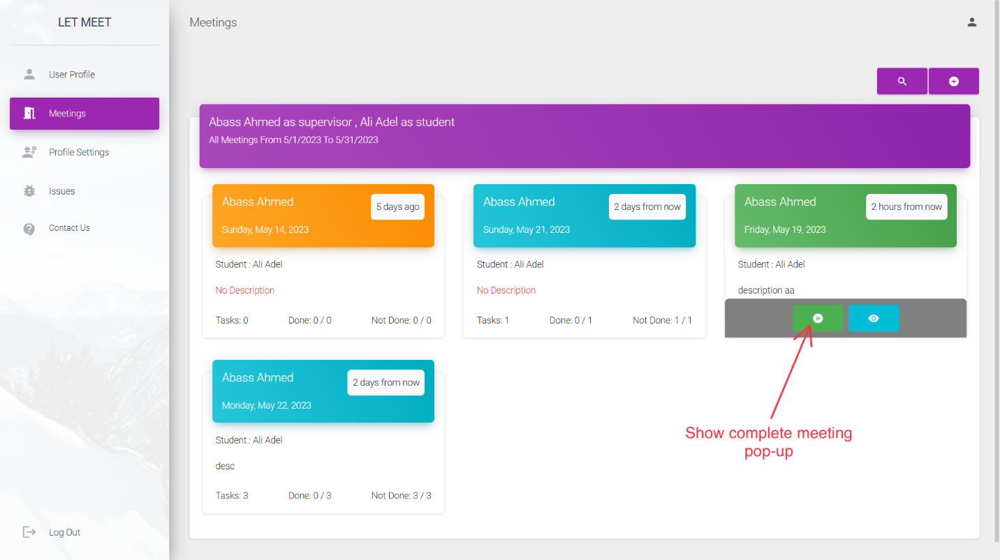 LET MEET
User Profile
Meetings
Profile Settings
Issues
Contact Us
Log Out
Meetings
Abass Ahmed as supervisor , Ali Adel as student
All Meetings From 5/1/2023 To 5/31/2023
Abass Ahmed
5 days ago
Sunday, May 14, 2023
Student : Ali Adel
No Description
Tasks: 0 Done: 0 / 0 Not Done: 0 / 0
Abass Ahmed
2 days from now
Sunday, May 21, 2023
Student : Ali Adel
No Description
Tasks: 1 Done: 0 / 1 Not Done: 1 / 1
Abass Ahmed
2 hours from now
Friday, May 19, 2023
Student : Ali Adel
description aa
Abass Ahmed
2 days from now
Monday, May 22, 2023
Student : Ali Adel
desc
Tasks: 3 Done: 0 / 3 Not Done: 3 / 3
Show complete meeting
pop-up